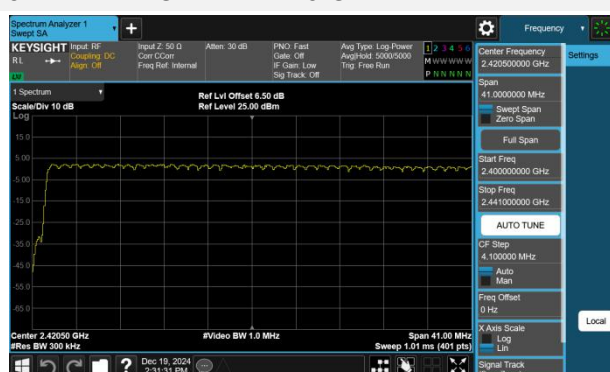 Spectrum Analyzer 1
Swept SA
+
Frequency
KEYSIGHT
Input: RF
Input Z: 50 Ω
Atten: 30 dB
PNO: Fast
Avg Type: Log-Power
1 2 3 4 5 6
RL
Coupling: DC
Corr CCorr
Gate: Off
Avg|Hold: 5000/5000
M W W W W W
Align: Off
Freq Ref: Internal
IF Gain: Low
Trig: Free Run
P N N N N N
Sig Track: Off
LXI
1 Spectrum
Ref Lvl Offset 6.50 dB
Scale/Div 10 dB
Ref Level 25.00 dBm
Log
15.0
5.00
-5.00
-15.0
-25.0
-35.0
-45.0
-55.0
-65.0
Center 2.42050 GHz
#Video BW 1.0 MHz
Span 41.00 MHz
#Res BW 300 kHz
Sweep 1.01 ms (401 pts)
?
Dec 19, 2024
2:31:31 PM
Settings
Center Frequency
2.420500000 GHz
Span
41.0000000 MHz
Swept Span
Zero Span
Full Span
Start Freq
2.400000000 GHz
Stop Freq
2.441000000 GHz
AUTO TUNE
CF Step
4.100000 MHz
Auto
Man
Freq Offset
0 Hz
X Axis Scale
Log
Lin
Signal Track
Local